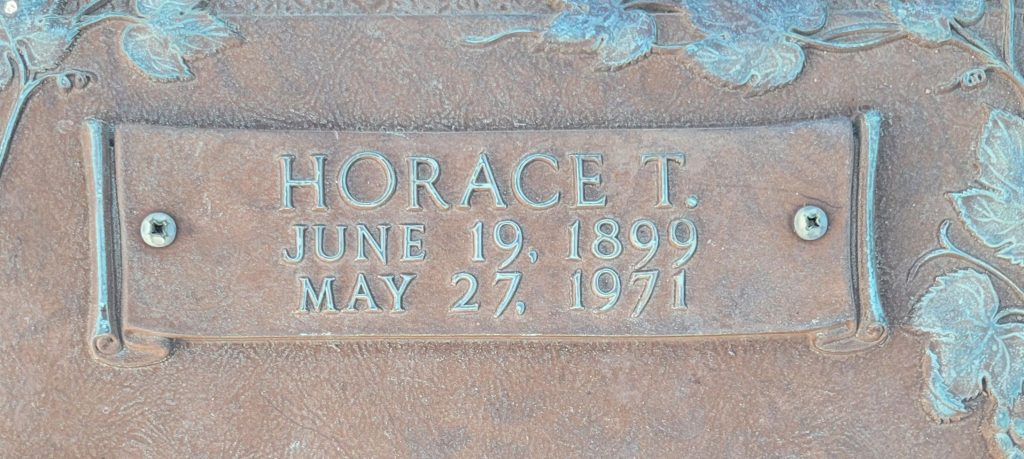 HORACE T.
JUNE 19, 1899
MAY 27, 1971